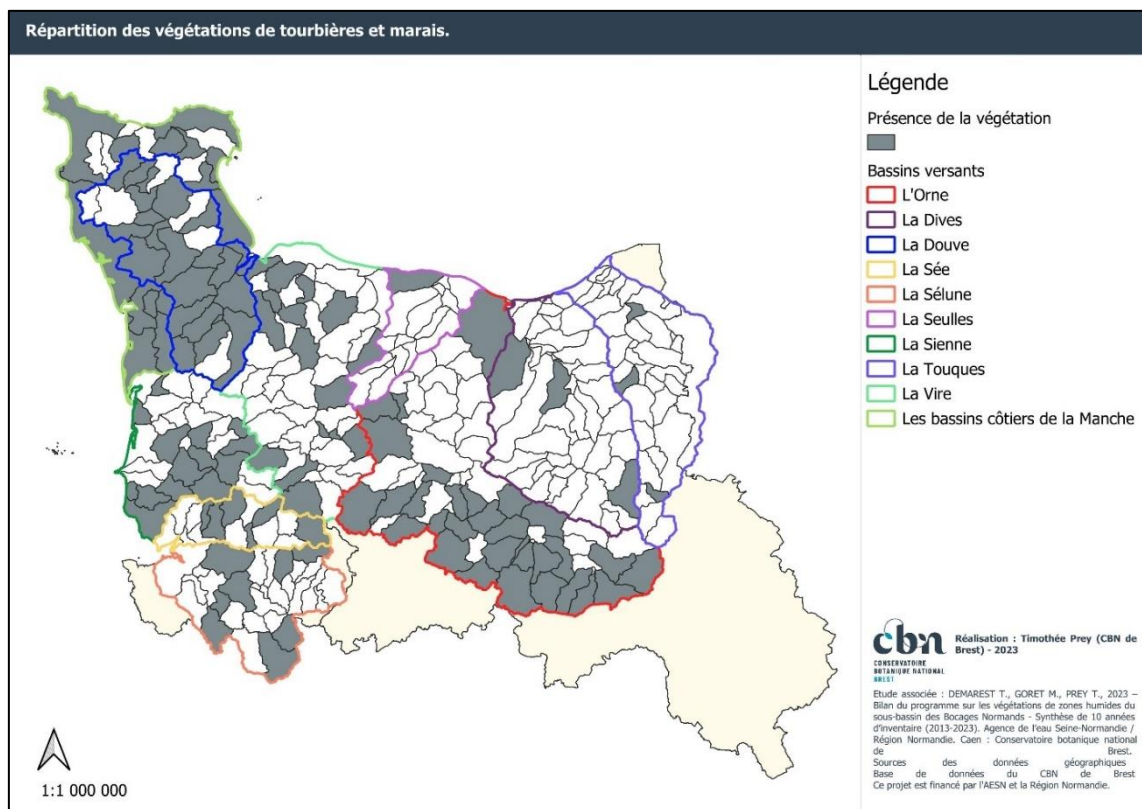 Répartition des végétations de tourbières et marais.
Légende
Présence de la végétation
Bassins versants
L'Orne
La Dives
La Douve
La Sée
La Sélune
La Seulles
La Sienne
La Touques
La Vire
Les bassins côtiers de la Manche
cbn
CONSERVATOIRE
BOTANIQUE NATIONAL
BREST
Réalisation : Timothée Prey (CBN de
Brest) - 2023
Etude associée : DEMAREST T., GORET M., PREY T., 2023 –
Bilan du programme sur les végétations de zones humides du
sous-bassin des Bocages Normands - Synthèse de 10 années
d'inventaire (2013-2023). Agence de l'eau Seine-Normandie /
Région Normandie. Caen : Conservatoire botanique national
de Brest.
Sources des données géographiques
Base de données du CBN de Brest
Ce projet est financé par l'AESN et la Région Normandie.
1:1 000 000